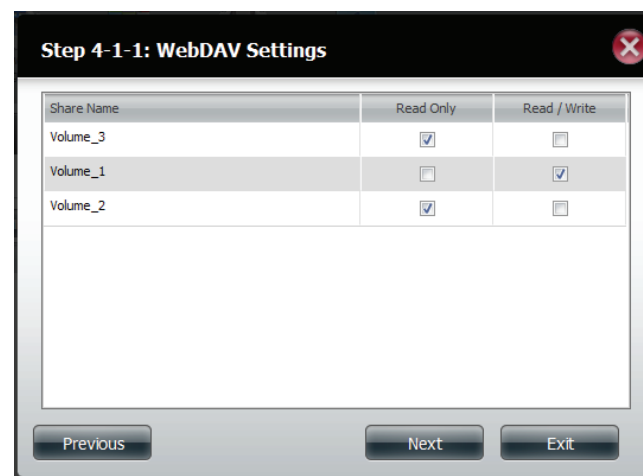 Step 4-1-1: WebDAV Settings
Share Name Read Only Read / Write
Volume_3
Volume_1
Volume_2
Previous Next Exit